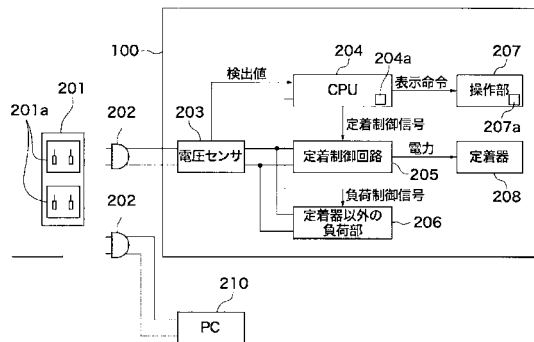 100
204
204a
207
検出値
CPU
表示命令
操作部
207a
201
201a
202
203
定着制御信号
電圧センサ
定着制御回路
電力
定着器
205
208
負荷制御信号
202
定着器以外の
負荷部
206
210
PC